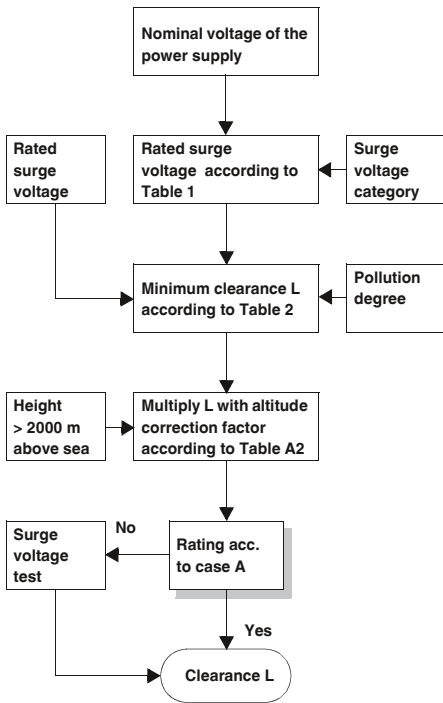 Nominal voltage of the
power supply
Rated
surge
voltage
Rated surge
voltage according to
Table 1
Surge
voltage
category
Minimum clearance L
according to Table 2
Pollution
degree
Height
> 2000 m
above sea
Multiply L with altitude
correction factor
according to Table A2
Surge
voltage
test
No
Rating acc.
to case A
Yes
Clearance L